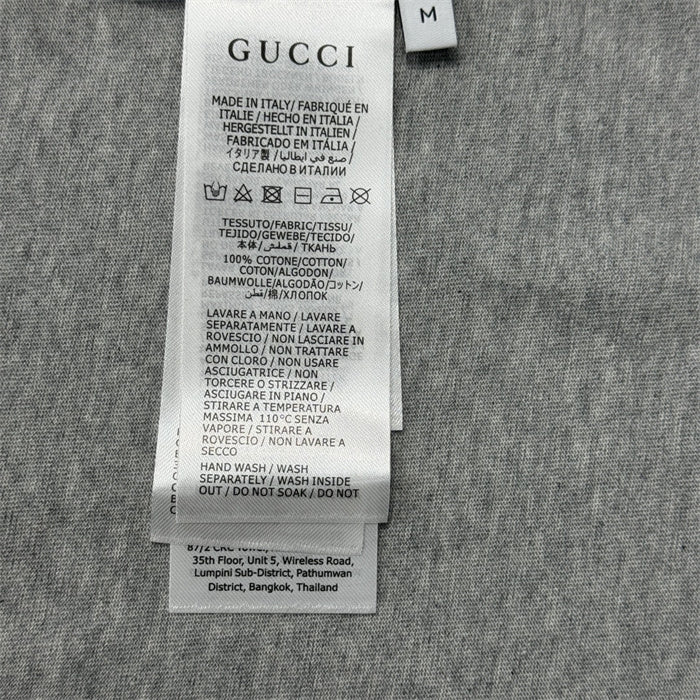 M
GUCCI
MADE IN ITALY/ FABRIQUÉ EN
ITALIE / HECHO EN ITALIA /
HERGESTELLT IN ITALIEN /
FABRICADO EM ITÁLIA /
イタリア製 / صنع في ايطاليا /
СДЕЛАНО В ИТАЛИИ
TESSUTO/FABRIC/TISSU/
TEJIDO/GEWEBE/TECIDO/
本体/ قملش / ТКАНЬ
100% COTONE/COTTON/
COTON/ALGODON/
BAUMWOLLE/ALGODÃO/コットン/
قطن/棉/ХЛОПОК
LAVARE A MANO / LAVARE
SEPARATAMENTE / LAVARE A
ROVESCIO / NON LASCIARE IN
AMMOLLO / NON TRATTARE
CON CLORO / NON USARE
ASCIUGATRICE / NON
TORCERE O STRIZZARE /
ASCIUGARE IN PIANO /
STIRARE A TEMPERATURA
MASSIMA 110°C SENZA
VAPORE / STIRARE A
ROVESCIO / NON LAVARE A
SECCO
HAND WASH / WASH
SEPARATELY / WASH INSIDE
OUT / DO NOT SOAK / DO NOT
87/2 CRC Tower,
35th Floor, Unit 5, Wireless Road,
Lumpini Sub-District, Pathumwan
District, Bangkok, Thailand